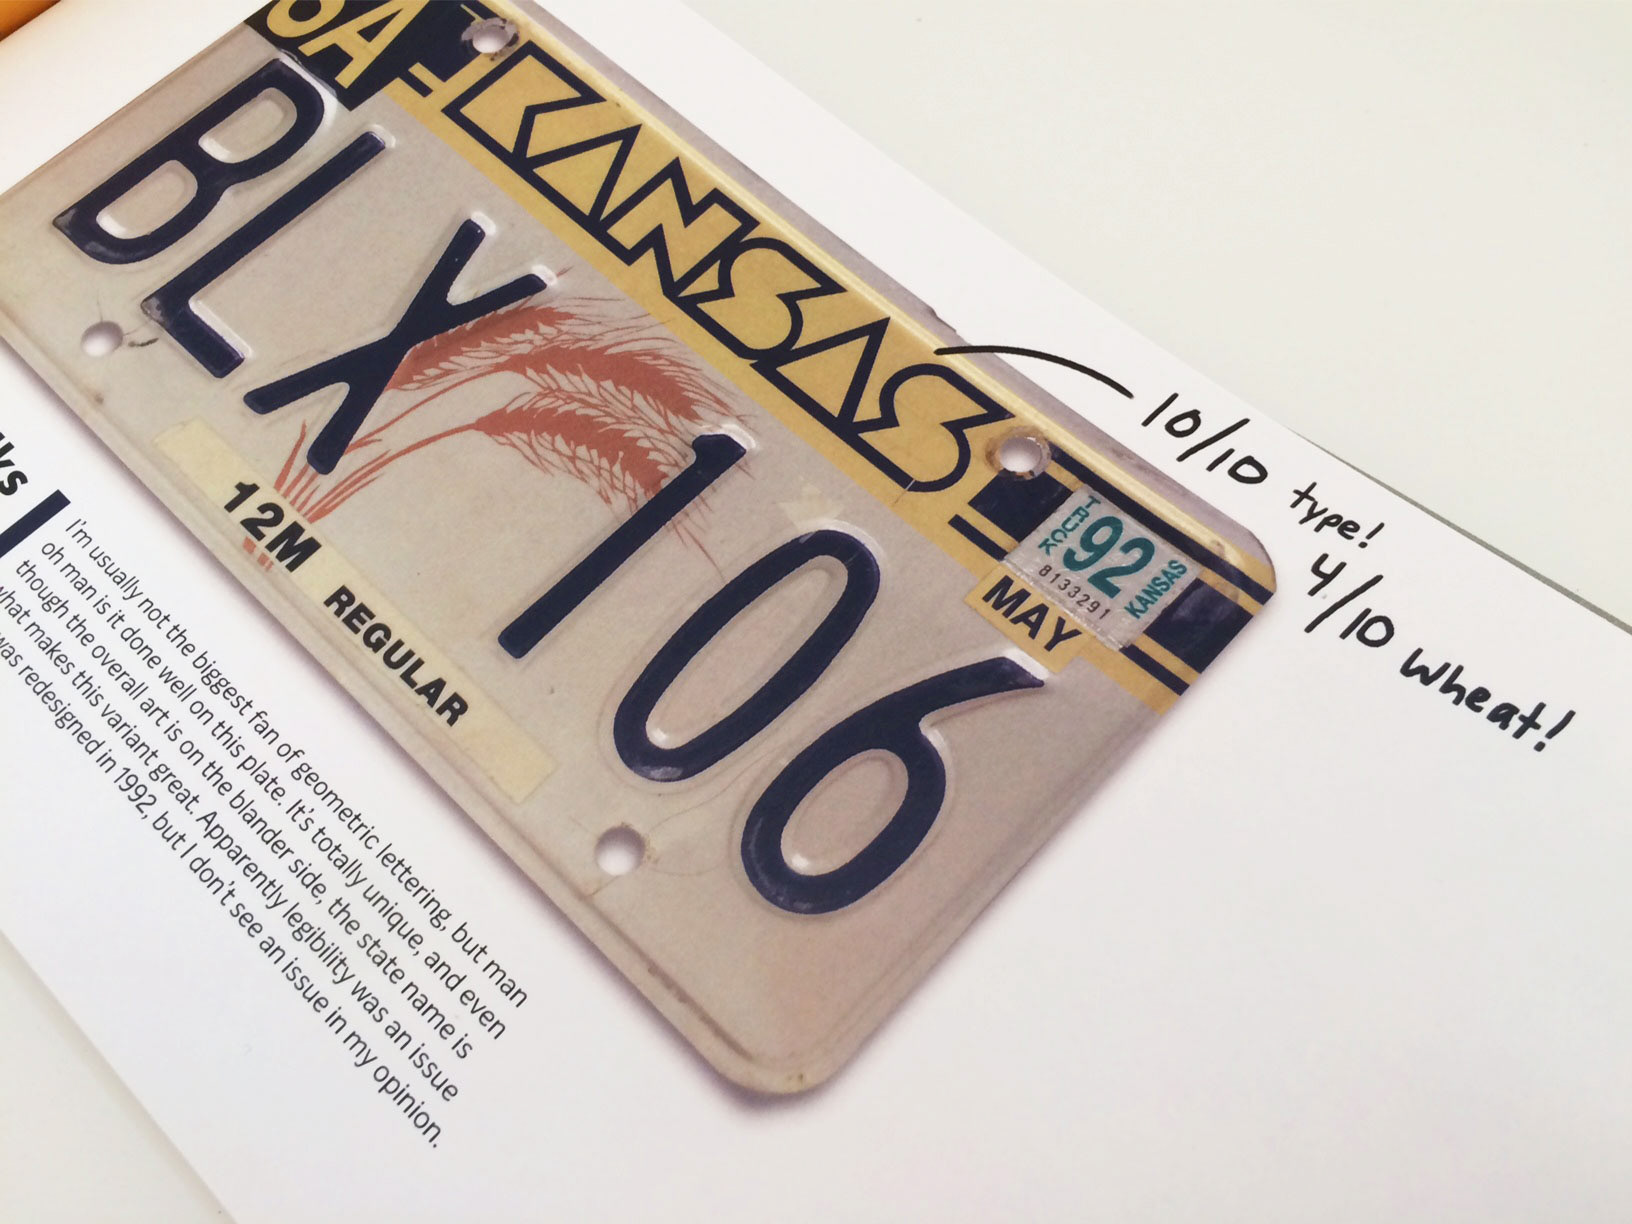 KANSAS
BLX 106
12M REGULAR
TRUCK
92
KANSAS
8133291
MAY
10/10 type!
4/10 wheat!
I'm usually not the biggest fan of geometric lettering, but man
oh man is it done well on this plate. It's totally unique, and even
though the overall art is on the blander side, the state name is
what makes this variant great. Apparently legibility was an issue
was redesigned in 1992, but I don't see an issue in my opinion.